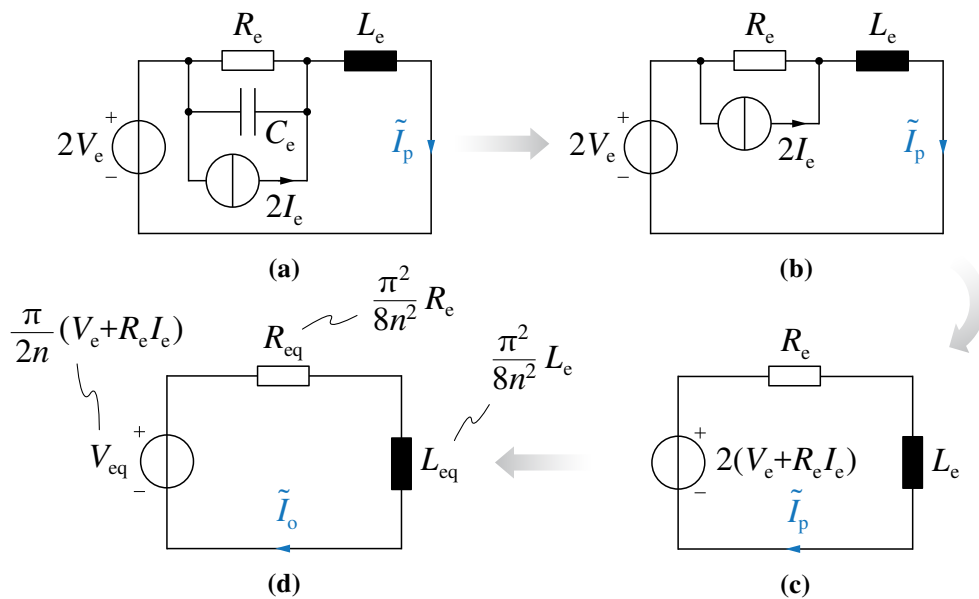 R_e L_e
+
2V_e
−
C_e
2I_e
Ĩ_p
(a)
R_e L_e
+
2V_e
−
2I_e
Ĩ_p
(b)
π/2n (V_e+R_eI_e)
π²/8n² R_e
R_eq
π²/8n² L_e
+
V_eq
−
L_eq
Ĩ_o
(d)
R_e
+
2(V_e+R_eI_e)
−
L_e
Ĩ_p
(c)